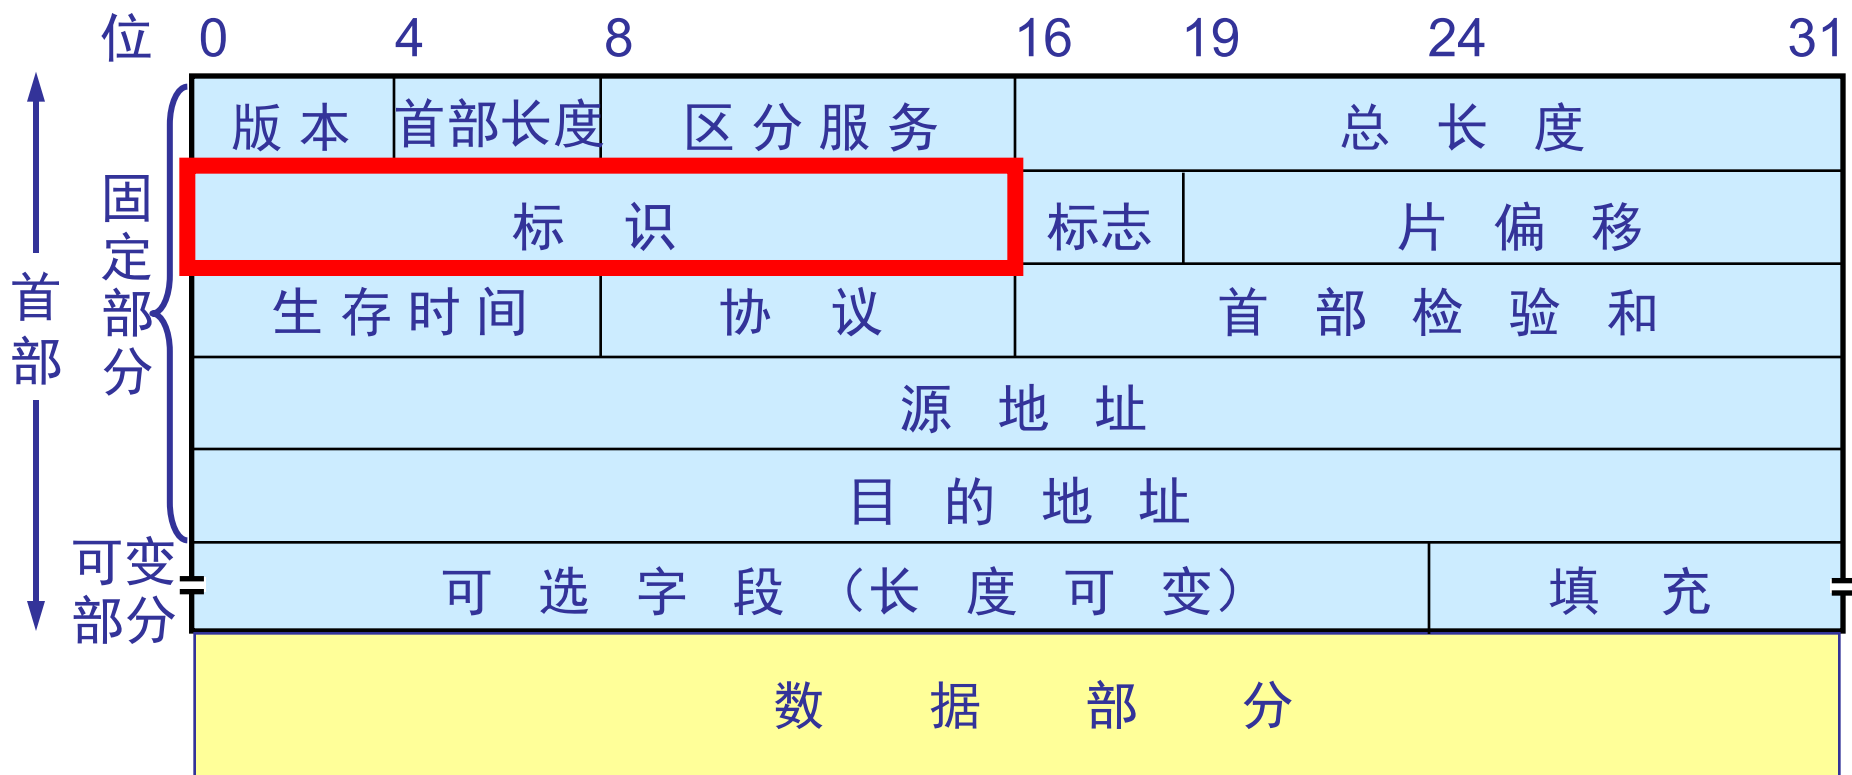 位 0 4 8 16 19 24 31
版本 首部长度 区分服务 总长度
标识 标志 片偏移
生存时间 协议 首部检验和
源地址
目的地址
可选字段（长度可变） 填充
数据部分
首部
固定部分
可变部分